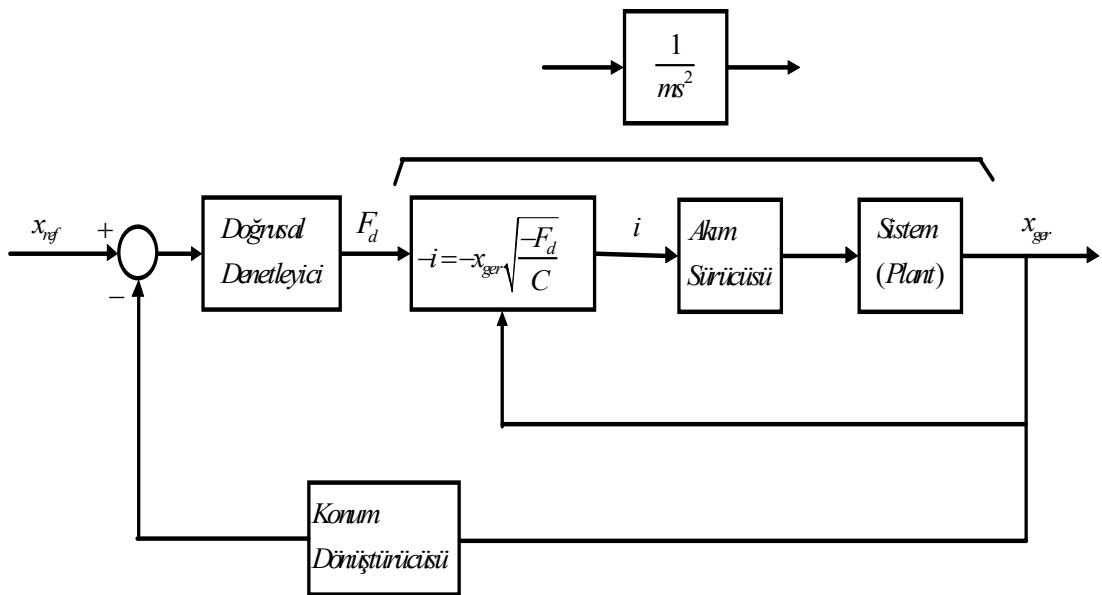 1
ms²
x_ref
+
−
Doğrusal
Denetleyici
F_d
−i = −x_ger √(−F_d / C)
i
Akım
Sürücüsü
Sistem
(Plant)
x_ger
Konum
Dönüştürücüsü